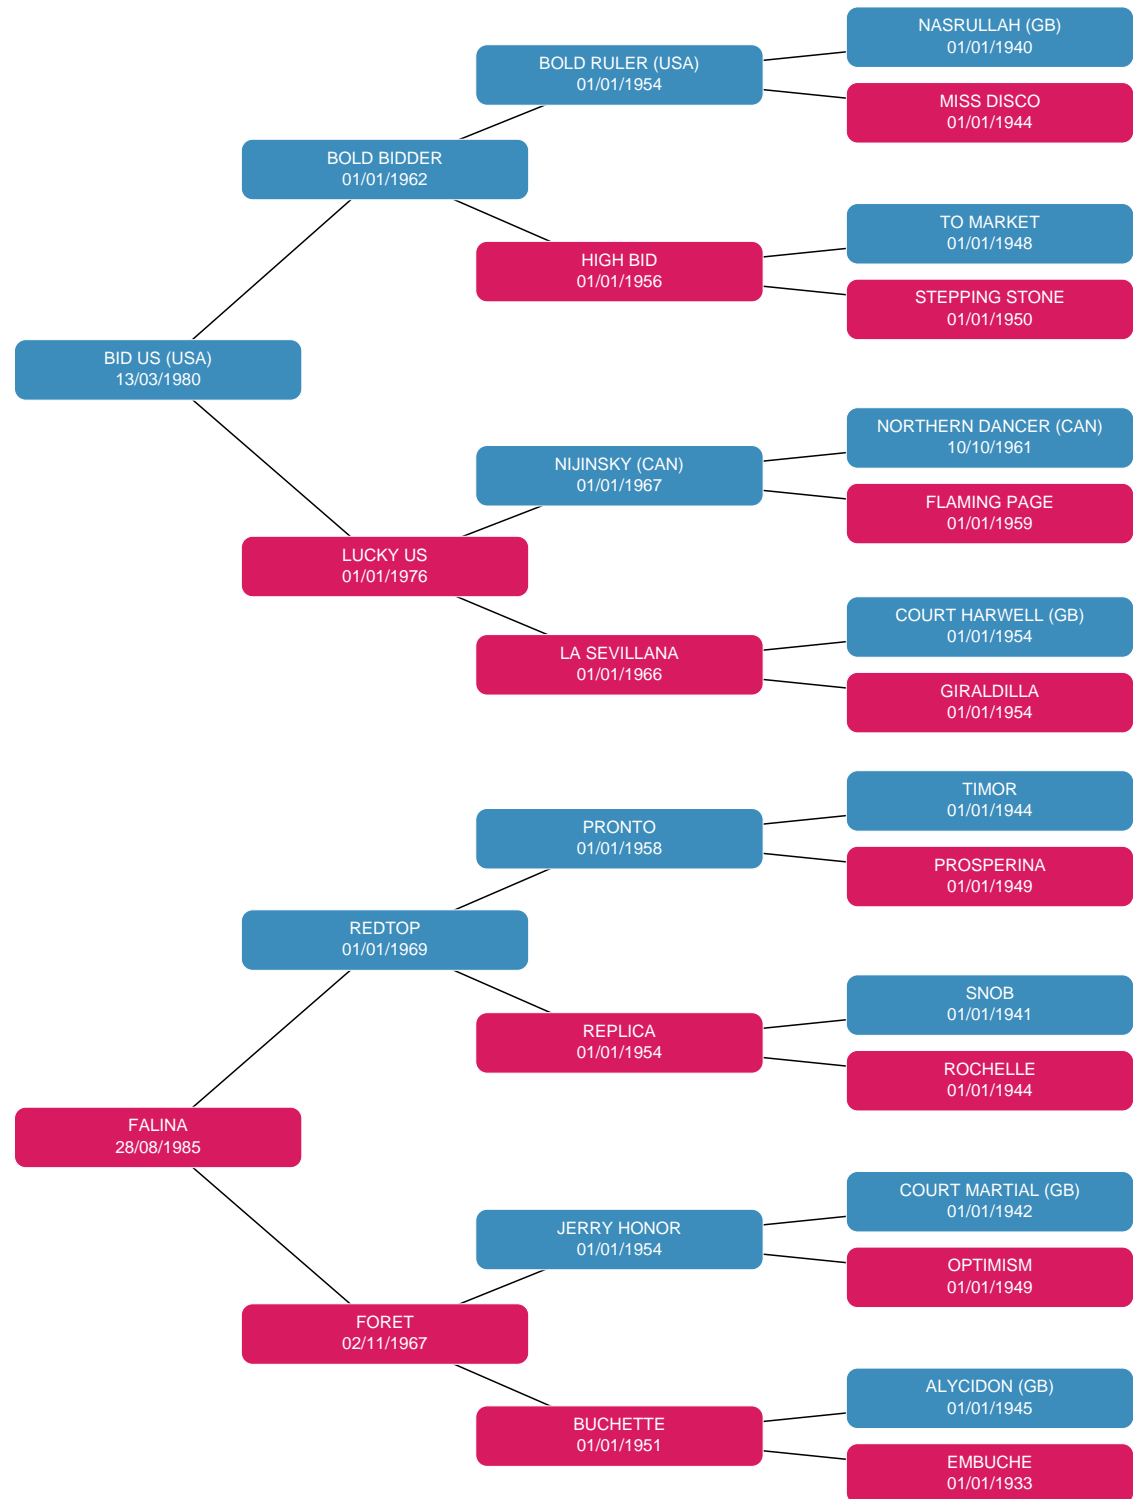 NASRULLAH (GB)
01/01/1940
BOLD RULER (USA)
01/01/1954
MISS DISCO
01/01/1944
BOLD BIDDER
01/01/1962
TO MARKET
01/01/1948
HIGH BID
01/01/1956
STEPPING STONE
01/01/1950
BID US (USA)
13/03/1980
NORTHERN DANCER (CAN)
10/10/1961
NIJINSKY (CAN)
01/01/1967
FLAMING PAGE
01/01/1959
LUCKY US
01/01/1976
COURT HARWELL (GB)
01/01/1954
LA SEVILLANA
01/01/1966
GIRALDILLA
01/01/1954
TIMOR
01/01/1944
PRONTO
01/01/1958
PROSPERINA
01/01/1949
REDTOP
01/01/1969
SNOB
01/01/1941
REPLICA
01/01/1954
ROCHELLE
01/01/1944
FALINA
28/08/1985
COURT MARTIAL (GB)
01/01/1942
JERRY HONOR
01/01/1954
OPTIMISM
01/01/1949
FORET
02/11/1967
ALYCIDON (GB)
01/01/1945
BUCHETTE
01/01/1951
EMBUCHE
01/01/1933